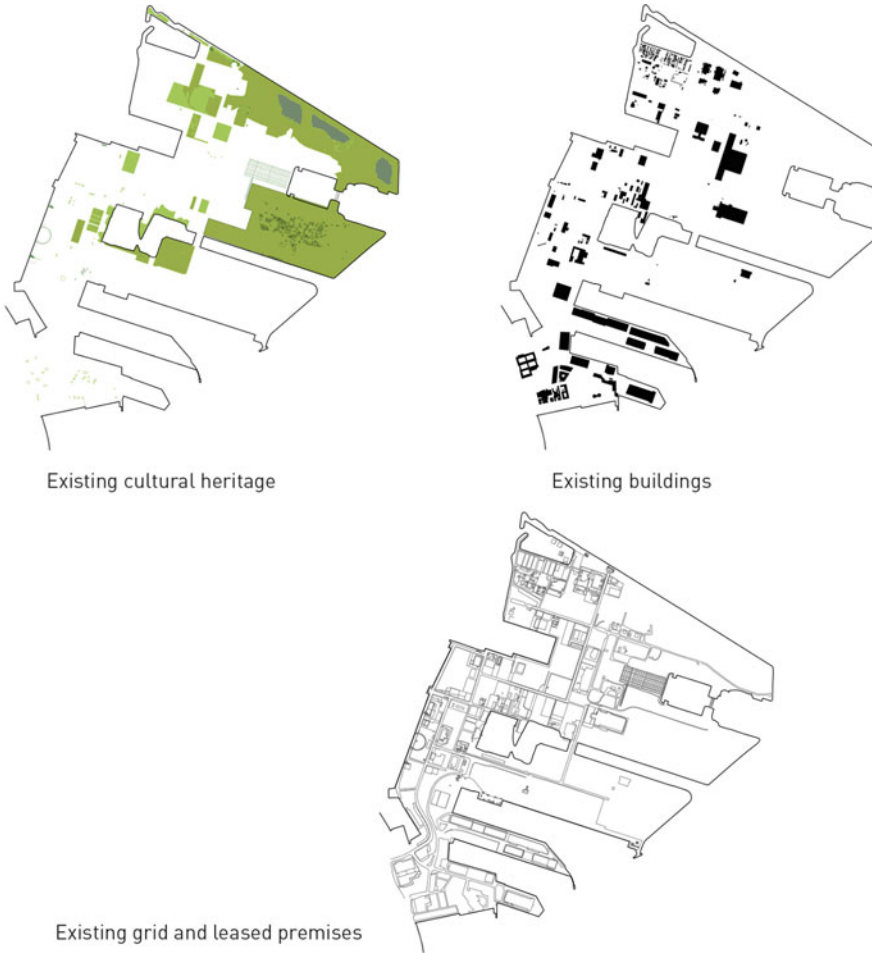 Existing cultural heritage
Existing buildings
Existing grid and leased premises